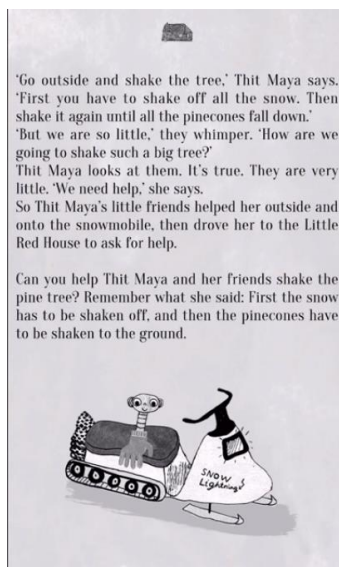 ‘Go outside and shake the tree,’ Thit Maya says.
‘First you have to shake off all the snow. Then
shake it again until all the pinecones fall down.’
‘But we are so little,’ they whimper. ‘How are we
going to shake such a big tree?’
Thit Maya looks at them. It’s true. They are very
little. ‘We need help,’ she says.
So Thit Maya’s little friends helped her outside and
onto the snowmobile, then drove her to the Little
Red House to ask for help.
Can you help Thit Maya and her friends shake the
pine tree? Remember what she said: First the snow
has to be shaken off, and then the pinecones have
to be shaken to the ground.
SNOW
Lightning